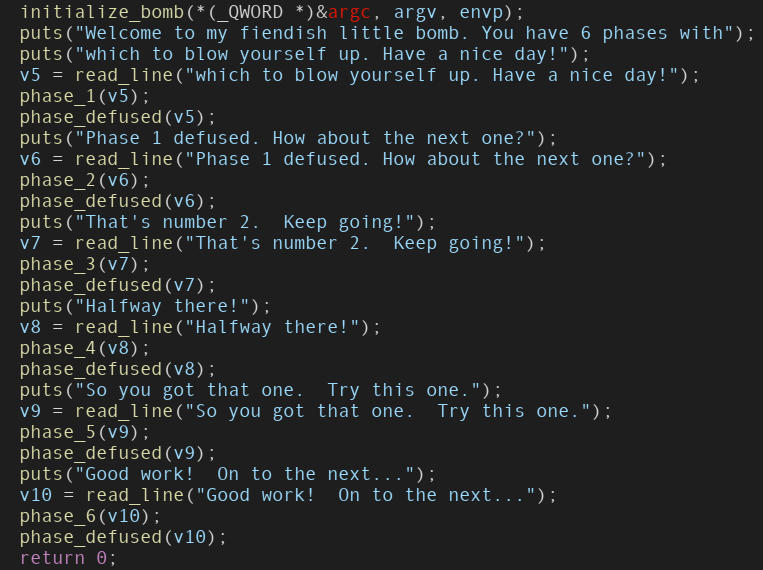 initialize_bomb(*(_QWORD *)&argc, argv, envp);
puts("Welcome to my fiendish little bomb. You have 6 phases with");
puts("which to blow yourself up. Have a nice day!");
v5 = read_line("which to blow yourself up. Have a nice day!");
phase_1(v5);
phase_defused(v5);
puts("Phase 1 defused. How about the next one?");
v6 = read_line("Phase 1 defused. How about the next one?");
phase_2(v6);
phase_defused(v6);
puts("That's number 2.  Keep going!");
v7 = read_line("That's number 2.  Keep going!");
phase_3(v7);
phase_defused(v7);
puts("Halfway there!");
v8 = read_line("Halfway there!");
phase_4(v8);
phase_defused(v8);
puts("So you got that one.  Try this one.");
v9 = read_line("So you got that one.  Try this one.");
phase_5(v9);
phase_defused(v9);
puts("Good work!  On to the next...");
v10 = read_line("Good work!  On to the next...");
phase_6(v10);
phase_defused(v10);
return 0;